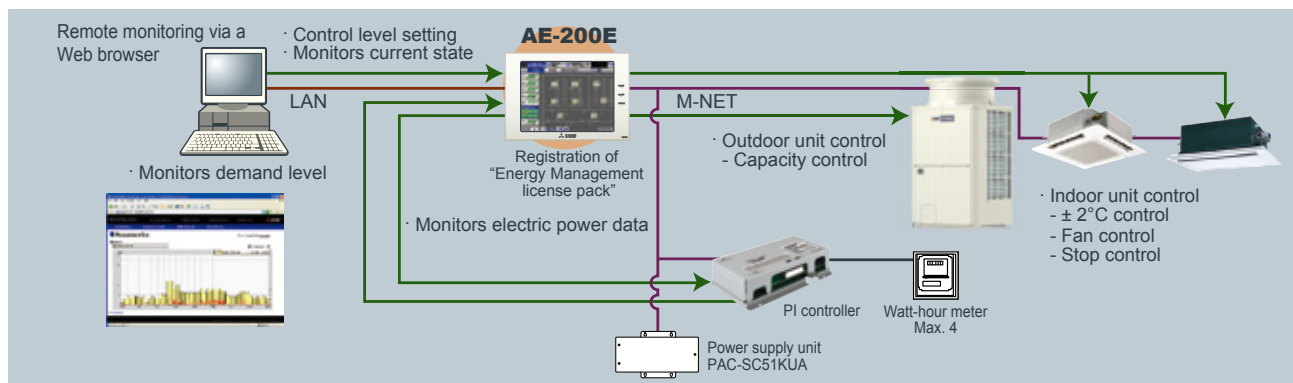 Remote monitoring via a
Web browser
· Control level setting
· Monitors current state
AE-200E
LAN
M-NET
· Monitors demand level
Registration of
“Energy Management
license pack”
· Outdoor unit control
- Capacity control
· Indoor unit control
- ± 2°C control
- Fan control
- Stop control
· Monitors electric power data
PI controller
Watt-hour meter
Max. 4
Power supply unit
PAC-SC51KUA